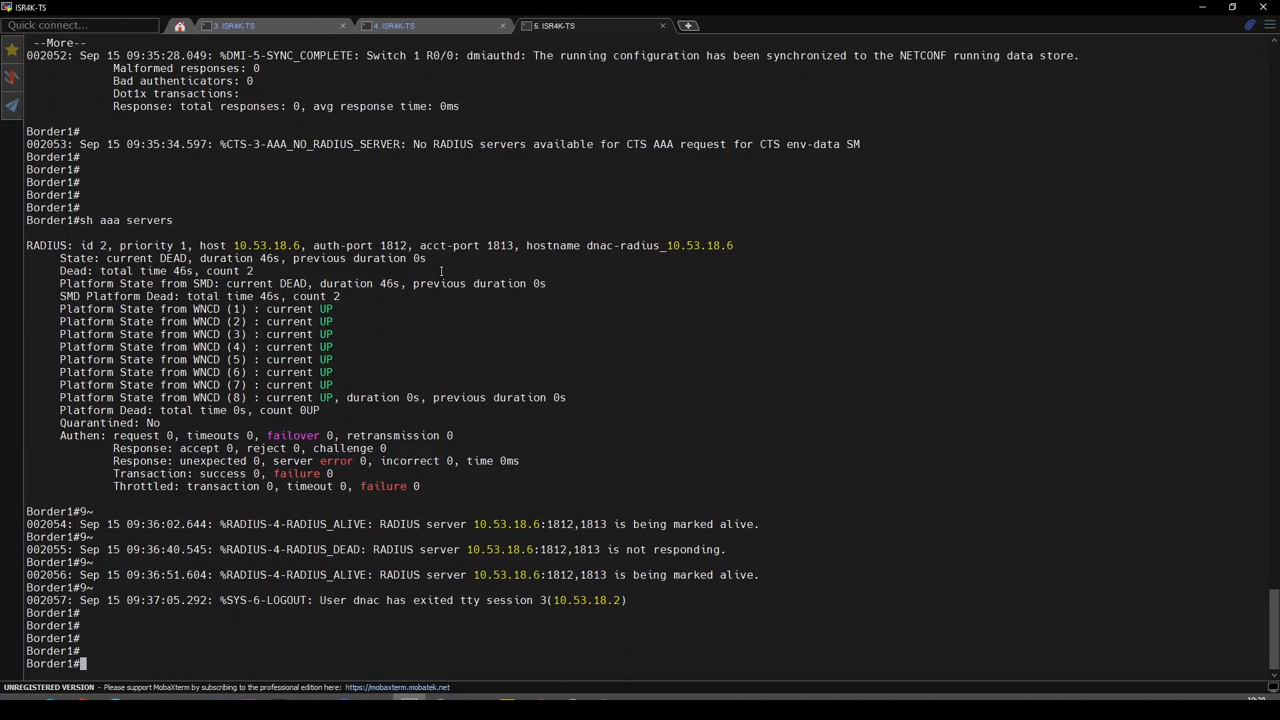 ISR4K-TS
Quick connect...
3. ISR4K-TS
4. ISR4K-TS
5. ISR4K-TS
--More--
002052: Sep 15 09:35:28.049: %DMI-5-SYNC_COMPLETE: Switch 1 R0/0: dmiauthd: The running configuration has been synchronized to the NETCONF running data store.
Malformed responses: 0
Bad authenticators: 0
Dot1x transactions:
Response: total responses: 0, avg response time: 0ms
Border1#
002053: Sep 15 09:35:34.597: %CTS-3-AAA_NO_RADIUS_SERVER: No RADIUS servers available for CTS AAA request for CTS env-data SM
Border1#
Border1#
Border1#
Border1#
Border1#
Border1#sh aaa servers
RADIUS: id 2, priority 1, host 10.53.18.6, auth-port 1812, acct-port 1813, hostname dnac-radius_10.53.18.6
State: current DEAD, duration 46s, previous duration 0s
Dead: total time 46s, count 2
Platform State from SMD: current DEAD, duration 46s, previous duration 0s
SMD Platform Dead: total time 46s, count 2
Platform State from WNCD (1) : current UP
Platform State from WNCD (2) : current UP
Platform State from WNCD (3) : current UP
Platform State from WNCD (4) : current UP
Platform State from WNCD (5) : current UP
Platform State from WNCD (6) : current UP
Platform State from WNCD (7) : current UP
Platform State from WNCD (8) : current UP, duration 0s, previous duration 0s
Platform Dead: total time 0s, count 0UP
Quarantined: No
Authen: request 0, timeouts 0, failover 0, retransmission 0
Response: accept 0, reject 0, challenge 0
Response: unexpected 0, server error 0, incorrect 0, time 0ms
Transaction: success 0, failure 0
Throttled: transaction 0, timeout 0, failure 0
Border1#9~
002054: Sep 15 09:36:02.644: %RADIUS-4-RADIUS_ALIVE: RADIUS server 10.53.18.6:1812,1813 is being marked alive.
Border1#9~
002055: Sep 15 09:36:40.545: %RADIUS-4-RADIUS_DEAD: RADIUS server 10.53.18.6:1812,1813 is not responding.
Border1#9~
002056: Sep 15 09:36:51.604: %RADIUS-4-RADIUS_ALIVE: RADIUS server 10.53.18.6:1812,1813 is being marked alive.
Border1#9~
002057: Sep 15 09:37:05.292: %SYS-6-LOGOUT: User dnac has exited tty session 3(10.53.18.2)
Border1#
Border1#
Border1#
Border1#
Border1#
UNREGISTERED VERSION - Please support MobaXterm by subscribing to the professional edition here: https://mobaxterm.mobatek.net